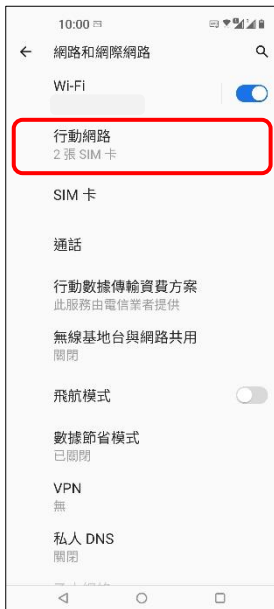 10:00
網路和網際網路
Wi-Fi
行動網路
2 張 SIM 卡
SIM 卡
通話
行動數據傳輸資費方案
此服務由電信業者提供
無線基地台與網路共用
關閉
飛航模式
數據節省模式
已關閉
VPN
無
私人 DNS
關閉